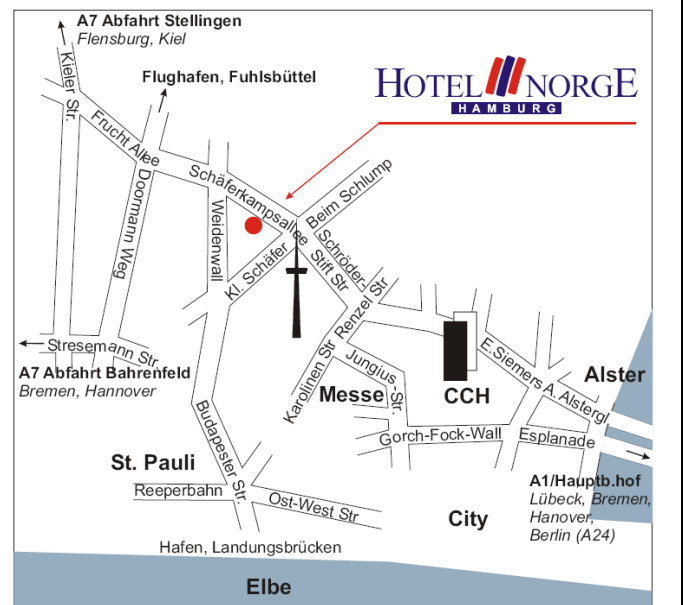 A7 Abfahrt Stellingen
Flensburg, Kiel
Flughafen, Fuhlsbüttel
HOTEL NORGE
HAMBURG
Kieler Str.
Frucht Allee
Doormann Weg
Schäferkampsallee
Beim Schlump
Weidenwall
Kl. Schäfer
Schröder-
Stift Str
Renzel Str
Karolinen Str
Stresemann Str
A7 Abfahrt Bahrenfeld
Bremen, Hannover
Jungius-Str.
Messe
CCH
E.Siemers A. Alstergl.
Alster
Gorch-Fock-Wall
Esplanade
Budapester Str.
St. Pauli
Reeperbahn
Ost-West Str
City
A1/Hauptb.hof
Lübeck, Bremen,
Hanover,
Berlin (A24)
Hafen, Landungsbrücken
Elbe